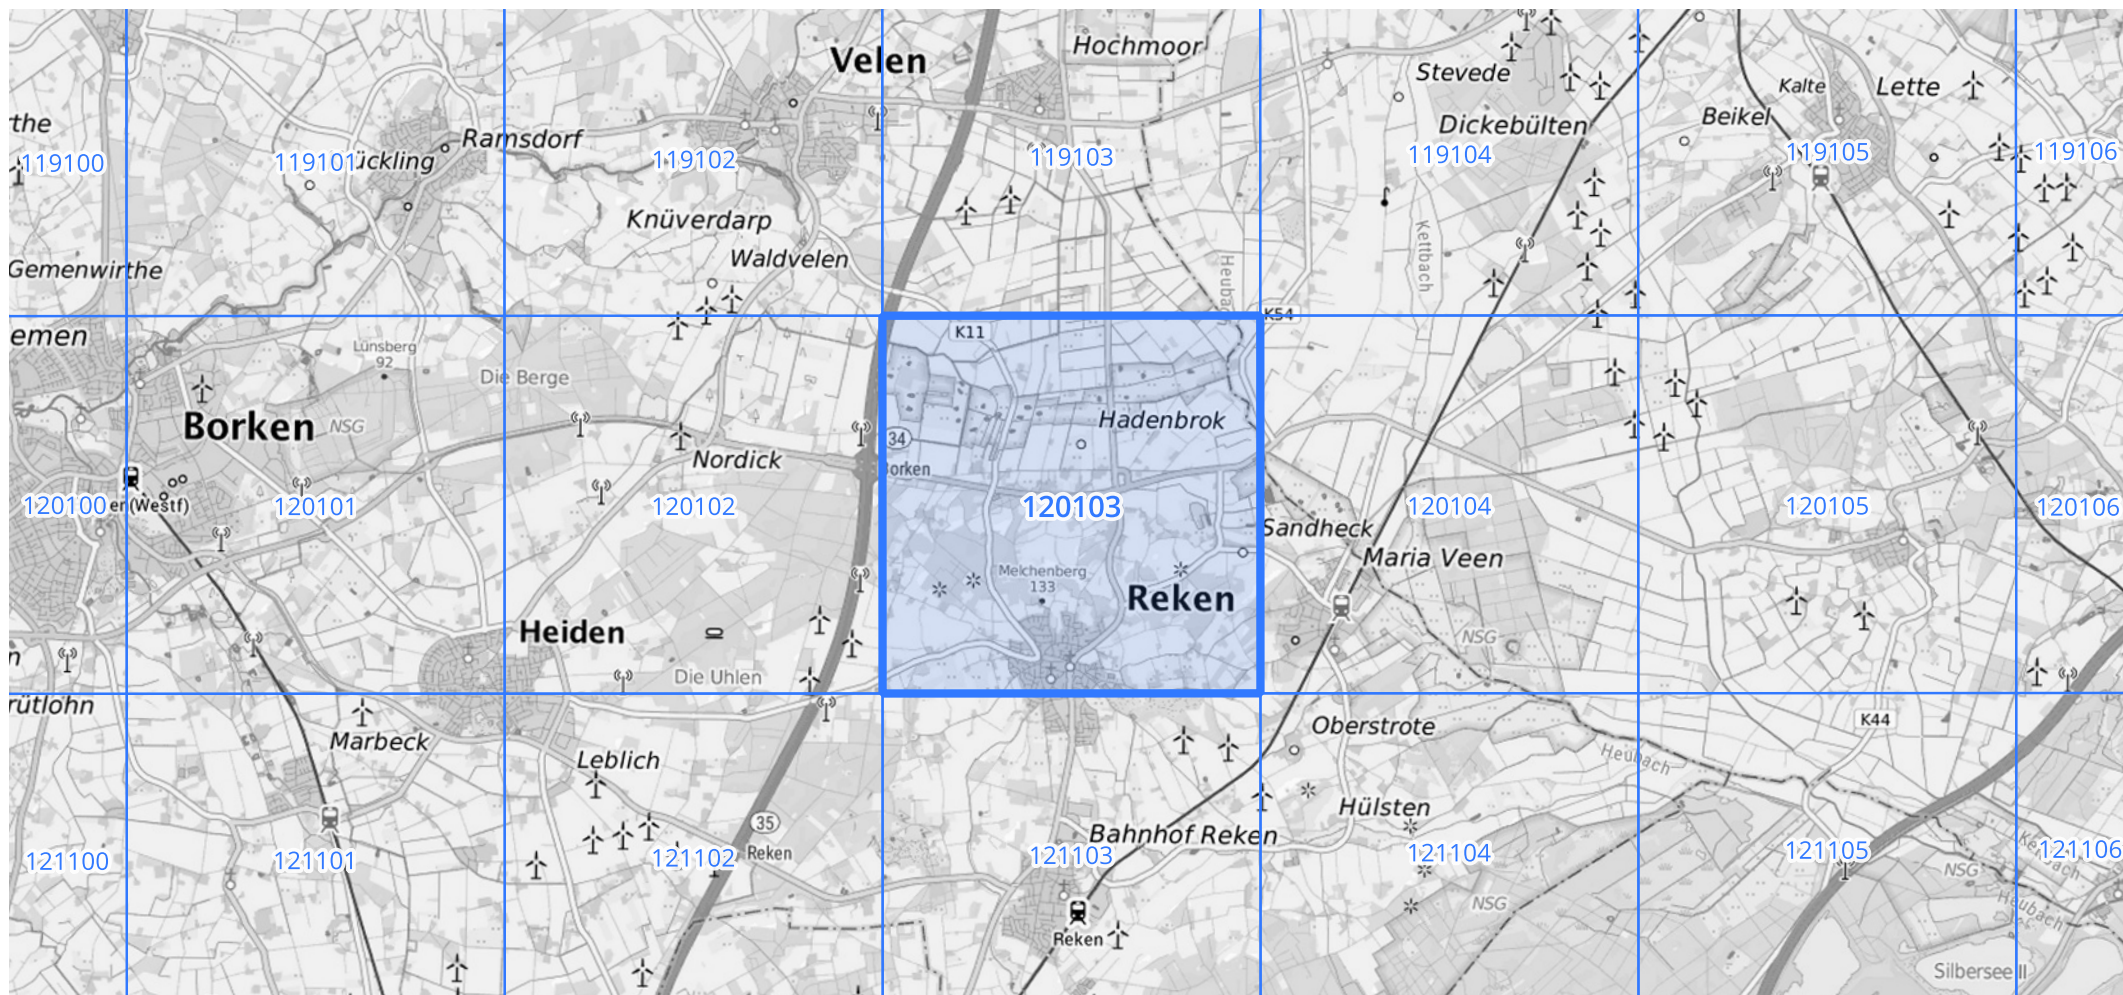 Velen
Hochmoor
Stevede
Kalte
Lette
Beikel
rthe
Ramsdorf
Dickebülten
119100
119101
ückling
119102
119103
119104
119105
119106
Knüverdarp
Waldvelen
Kettbach
Gemenwirthe
Heubach
K54
emen
K11
Lünsberg
92
Die Berge
Borken
NSG
Hadenbrok
34
Borken
Nordick
120100
er(Westf)
120101
120102
120103
120104
120105
120106
Sandheck
Maria Veen
Melchenberg
133
Reken
Heiden
NSG
n
Die Uhlen
rütlohn
Marbeck
Leblich
Oberstrote
K44
Heubach
Hülsten
35
Reken
Bahnhof Reken
121100
121101
121102
121103
121104
121105
121106
NSG
NSG
Heubach
Reken
Silbersee II